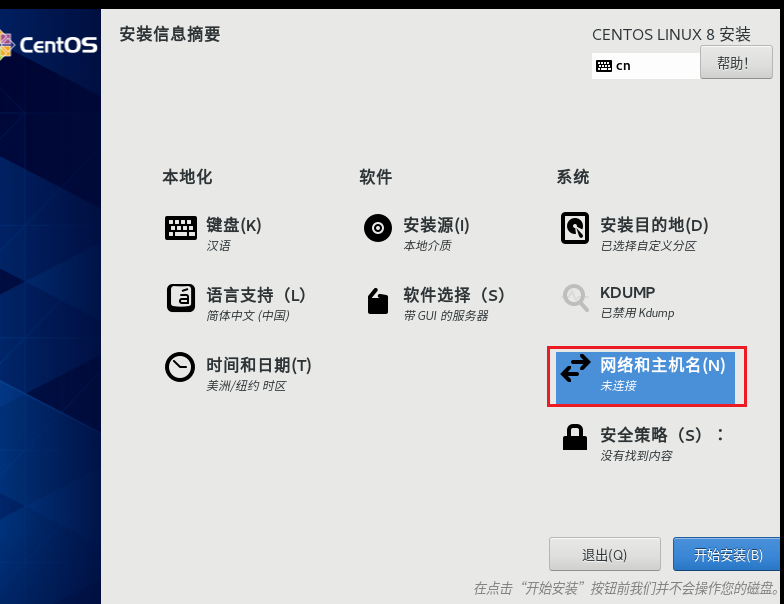 CentOS
安装信息摘要
CENTOS LINUX 8 安装
cn
帮助!
本地化
键盘(K)
汉语
语言支持（L）
简体中文 (中国)
时间和日期(T)
美洲/纽约 时区
软件
安装源(I)
本地介质
软件选择（S）
带 GUI 的服务器
系统
安装目的地(D)
已选择自定义分区
KDUMP
已禁用 Kdump
网络和主机名(N)
未连接
安全策略（S）：
没有找到内容
退出(Q)
开始安装(B)
在点击“开始安装”按钮前我们并不会操作您的磁盘。